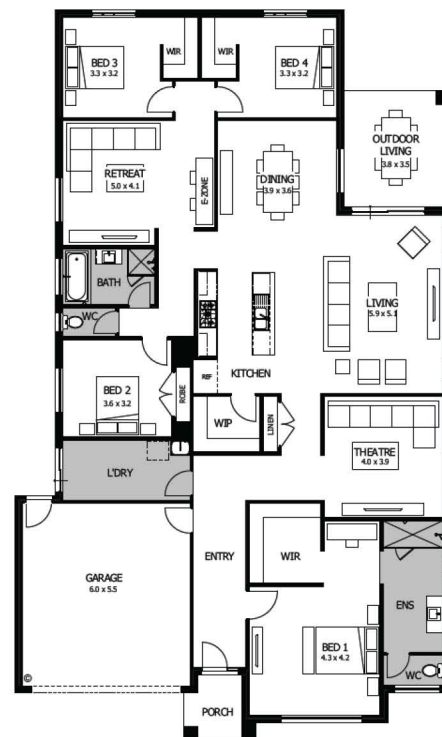 BED 3
3.3 x 3.2
WIR
WIR
BED 4
3.3 x 3.2
RETREAT
5.0 x 4.1
E-ZONE
DINING
3.9 x 3.6
OUTDOOR
LIVING
3.8 x 3.5
BATH
WC
LIVING
5.9 x 5.1
KITCHEN
REF
BED 2
3.6 x 3.2
ROBE
WIP
LINEN
THEATRE
4.0 x 3.9
L'DRY
ENTRY
WIR
GARAGE
6.0 x 5.5
ENS
BED 1
4.3 x 4.2
WC
©
PORCH